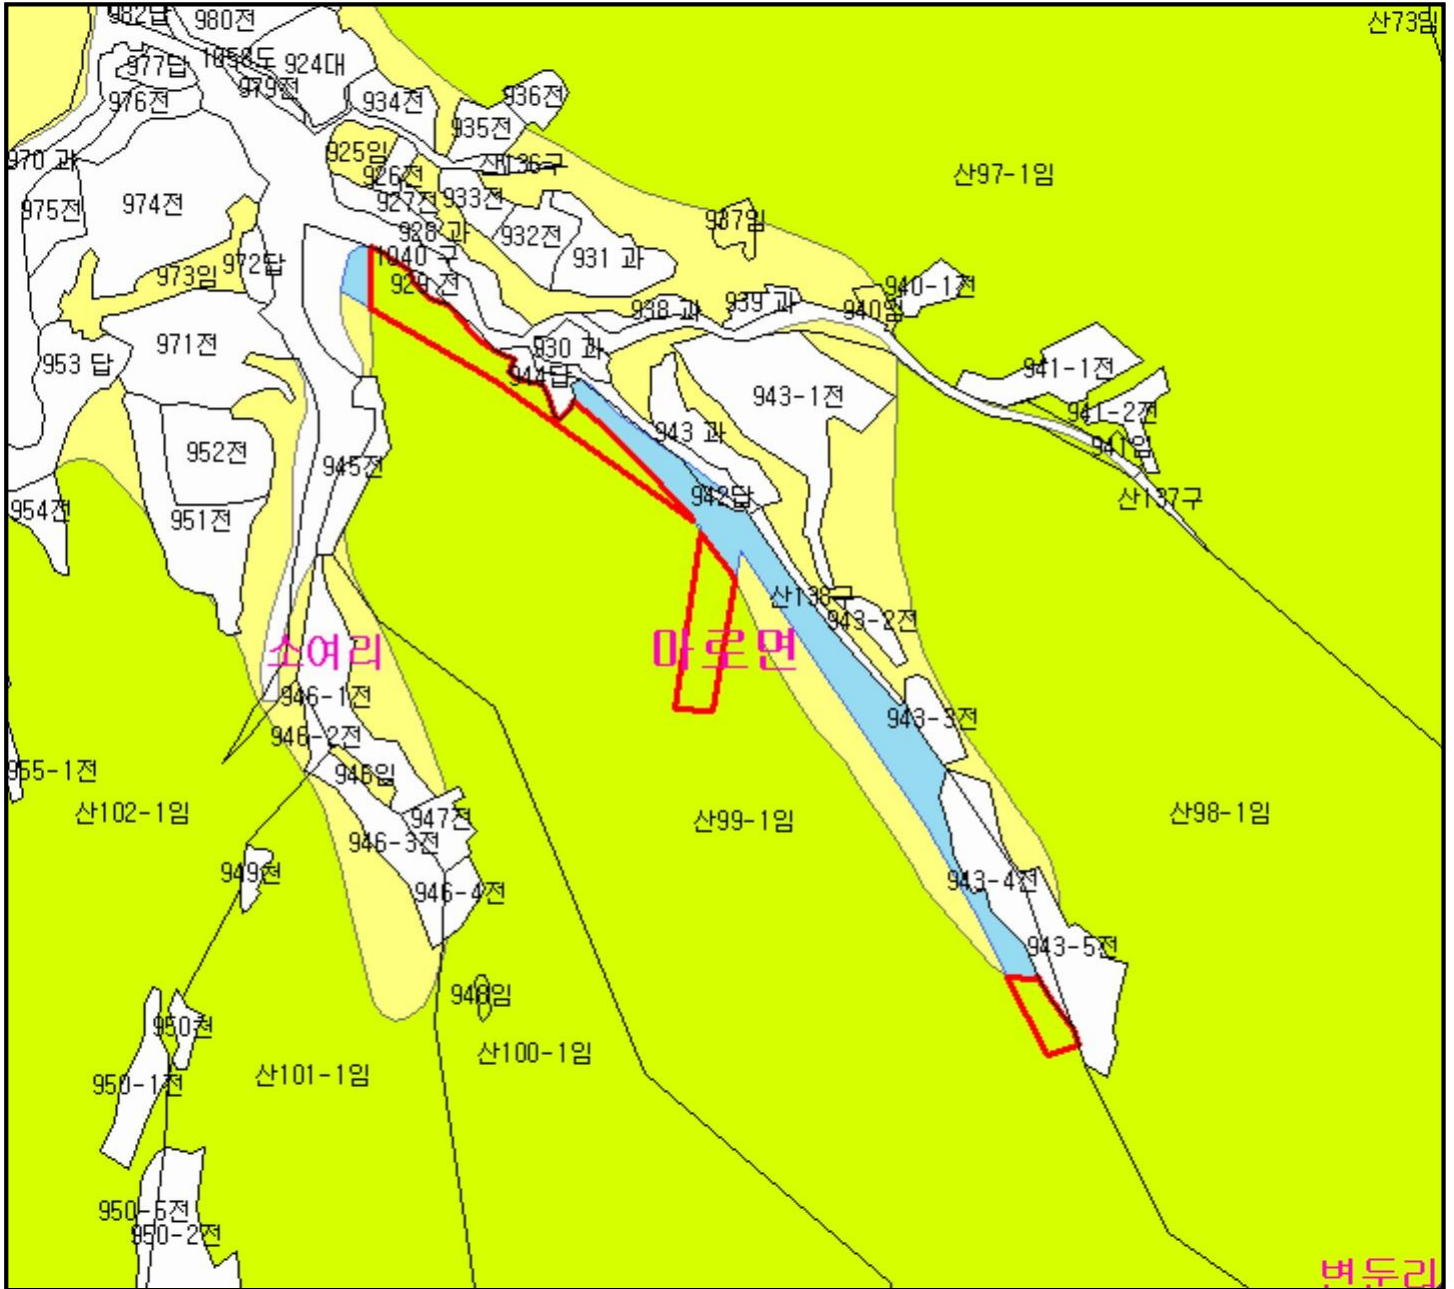 982답
980전
산73임
1058도
924대
977답
979전
976전
934전
936전
935전
925임
970 과
산136구
926전
산97-1임
933전
975전
974전
927전
937임
928 과
932전
931 과
1040 구
972답
973임
929 전
940-1전
939 과
938 과
940임
971전
930 과
953 답
941-1전
944답
943-1전
941-2전
943 과
941임
952전
945전
942답
산137구
954전
951전
산138구
943-2전
소여리
마로면
946-1전
943-3전
946-2전
955-1전
946임
산102-1임
947전
산99-1임
산98-1임
946-3전
949전
943-4전
946-4전
943-5전
948임
950전
산100-1임
산101-1임
950-1전
950-5전
950-2전
변둔리